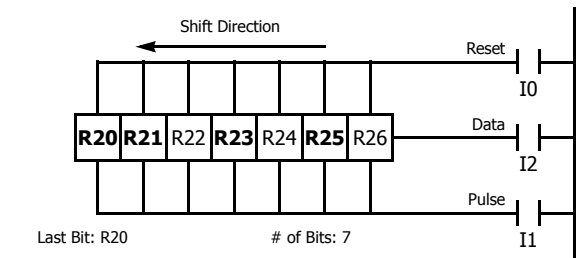 Shift Direction
Reset
I0
R20 R21 R22 R23 R24 R25 R26
Data
I2
Pulse
I1
Last Bit: R20
# of Bits: 7